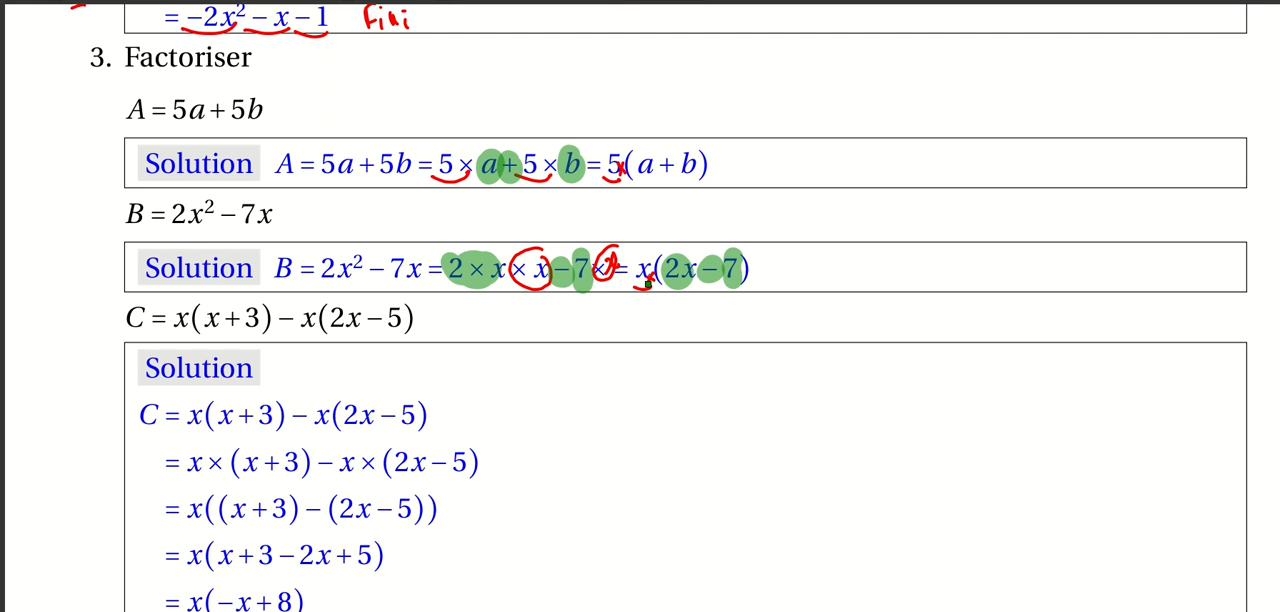 = −2x² − x − 1 Fini
3. Factoriser
A = 5a + 5b
Solution A = 5a + 5b = 5 × a + 5 × b = 5×(a + b)
B = 2x² − 7x
Solution B = 2x² − 7x = 2 × x × x − 7 × x = x×(2x − 7)
C = x(x + 3) − x(2x − 5)
Solution
C = x(x + 3) − x(2x − 5)
= x × (x + 3) − x × (2x − 5)
= x((x + 3) − (2x − 5))
= x(x + 3 − 2x + 5)
= x(−x + 8)